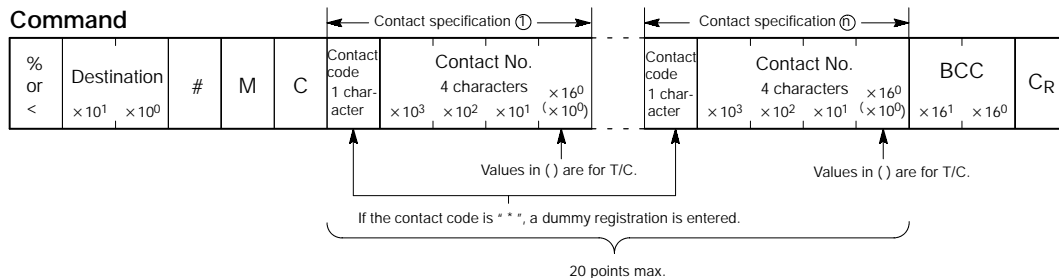 Command
Contact specification ①
Contact specification ⓝ
%
or
<
Destination
×10¹ ×10⁰
#
M
C
Contact
code
1 char-
acter
Contact No.
4 characters
×10³ ×10² ×10¹ ×16⁰
(×10⁰)
Contact
code
1 char-
acter
Contact No.
4 characters
×10³ ×10² ×10¹ ×16⁰
(×10⁰)
BCC
×16¹ ×16⁰
CR
Values in ( ) are for T/C.
Values in ( ) are for T/C.
If the contact code is “ * ”, a dummy registration is entered.
20 points max.